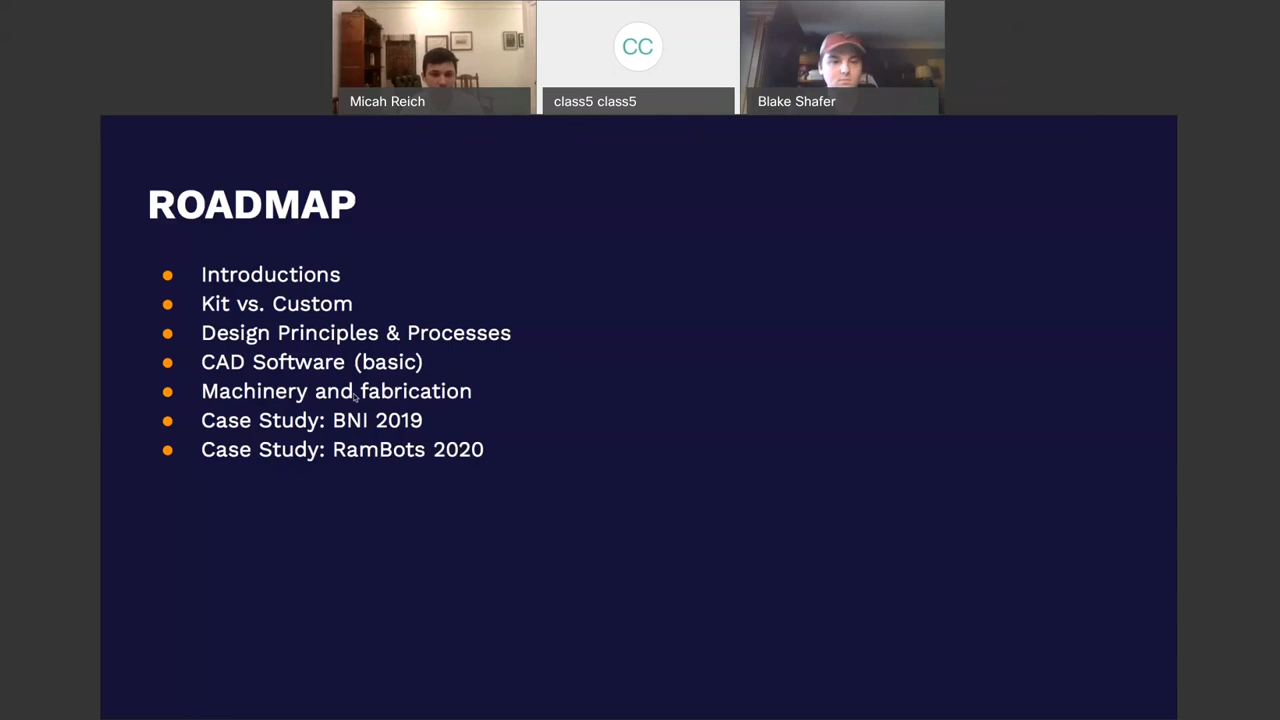 Micah Reich
CC
class5 class5
Blake Shafer
ROADMAP
● Introductions
● Kit vs. Custom
● Design Principles & Processes
● CAD Software (basic)
● Machinery and fabrication
● Case Study: BNI 2019
● Case Study: RamBots 2020